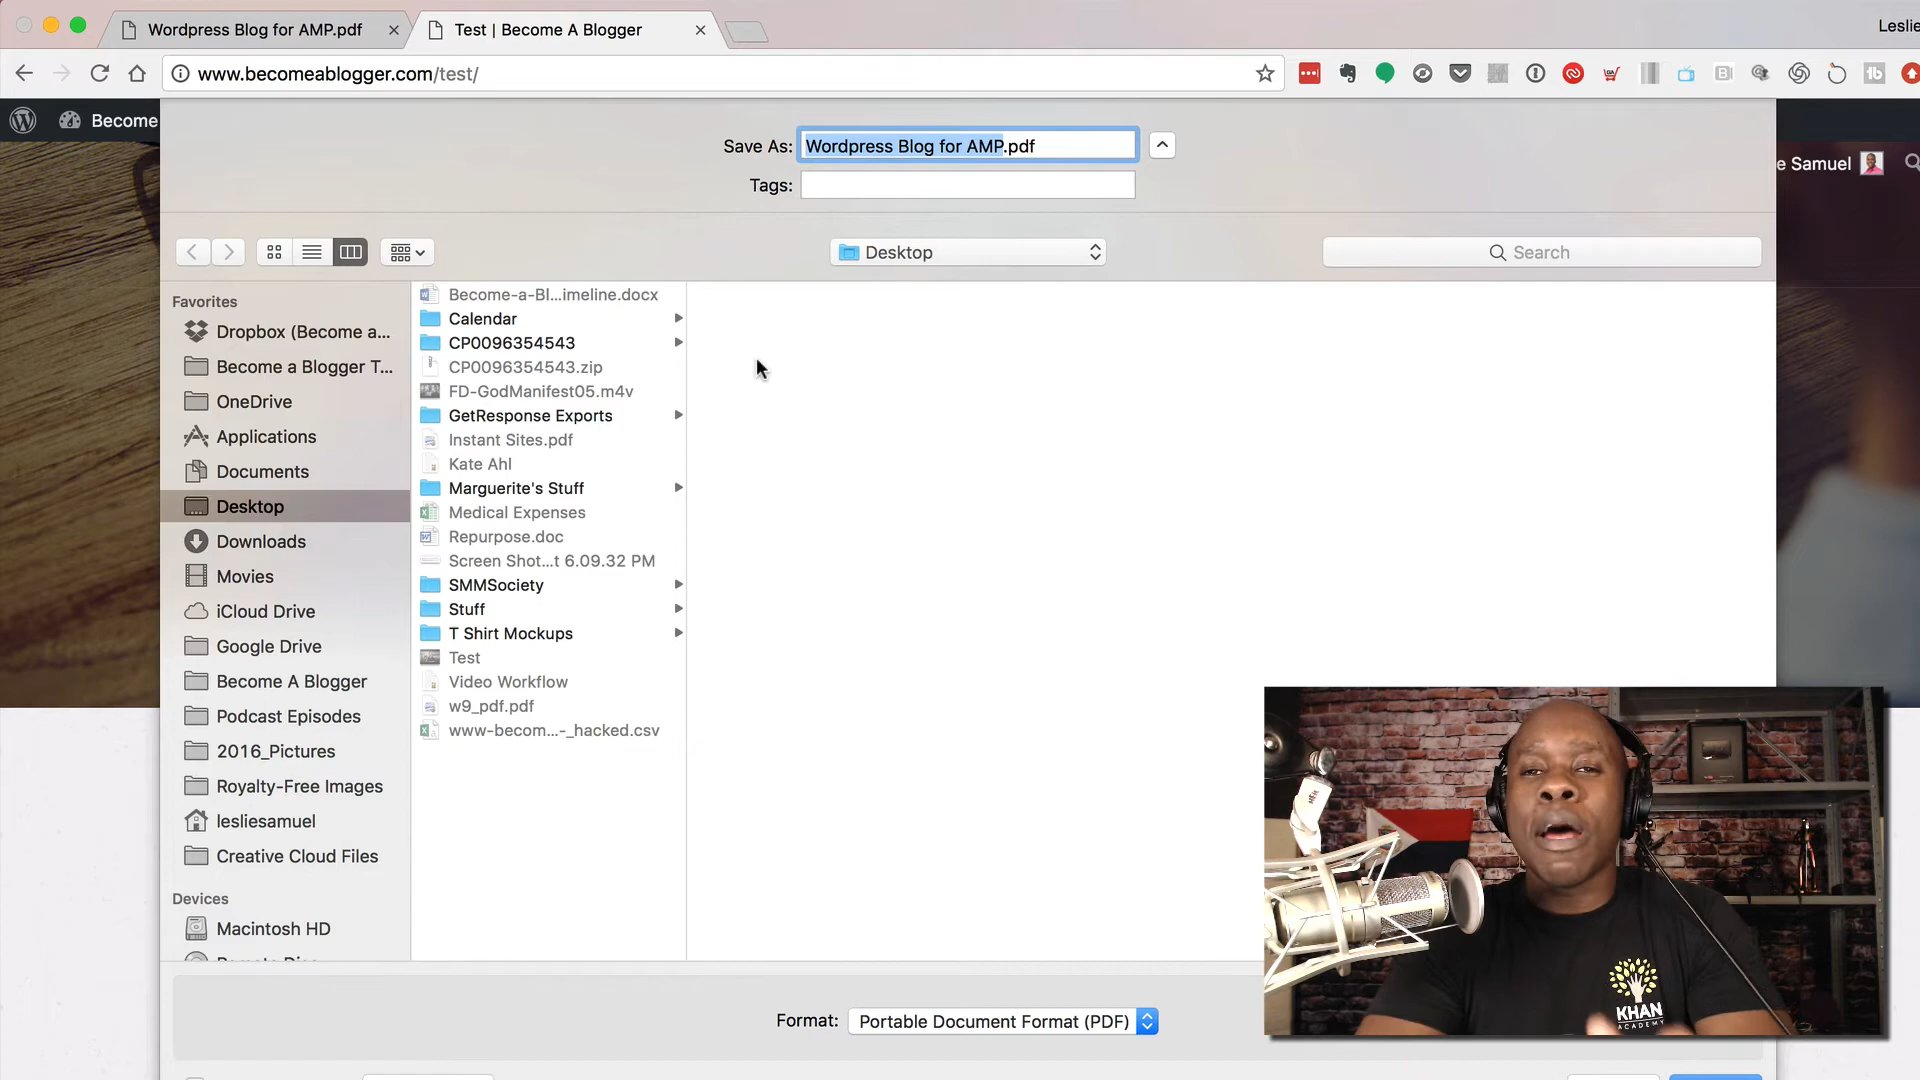 Wordpress Blog for AMP.pdf
Test | Become A Blogger
Leslie
www.becomeablogger.com/test/
Become
e Samuel
Save As: Wordpress Blog for AMP.pdf
Tags:
Desktop
Search
Favorites
Dropbox (Become a...
Become a Blogger T...
OneDrive
Applications
Documents
Desktop
Downloads
Movies
iCloud Drive
Google Drive
Become A Blogger
Podcast Episodes
2016_Pictures
Royalty-Free Images
lesliesamuel
Creative Cloud Files
Devices
Macintosh HD
Become-a-Bl...imeline.docx
Calendar
CP0096354543
CP0096354543.zip
FD-GodManifest05.m4v
GetResponse Exports
Instant Sites.pdf
Kate Ahl
Marguerite's Stuff
Medical Expenses
Repurpose.doc
Screen Shot...t 6.09.32 PM
SMMSociety
Stuff
T Shirt Mockups
Test
Video Workflow
w9_pdf.pdf
www-becom...-_hacked.csv
Format: Portable Document Format (PDF)
KHAN
ACADEMY